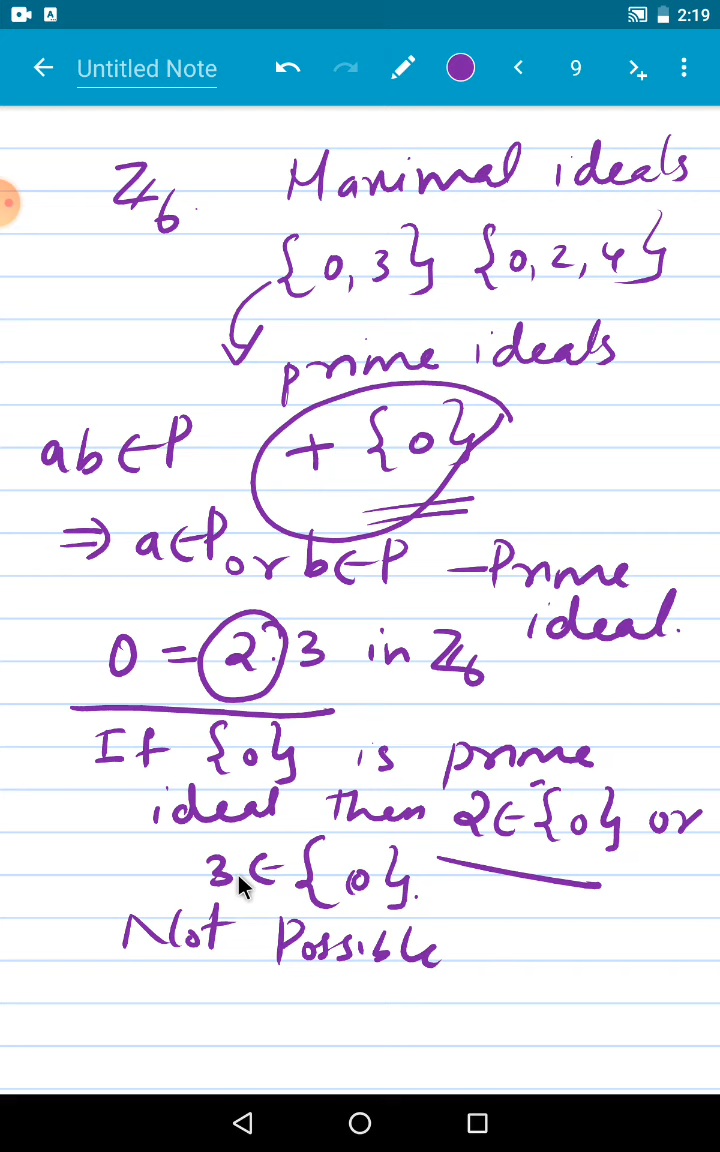 2:19
Untitled Note 9
ℤ₆ Maximal ideals
{0,3} {0,2,4}
prime ideals
ab∈P + {0}
⇒ a∈P or b∈P – Prime
ideal.
0 = 2·3 in ℤ₆
If {0} is prime
ideal then 2∈{0} or
3∈{0}.
Not Possible